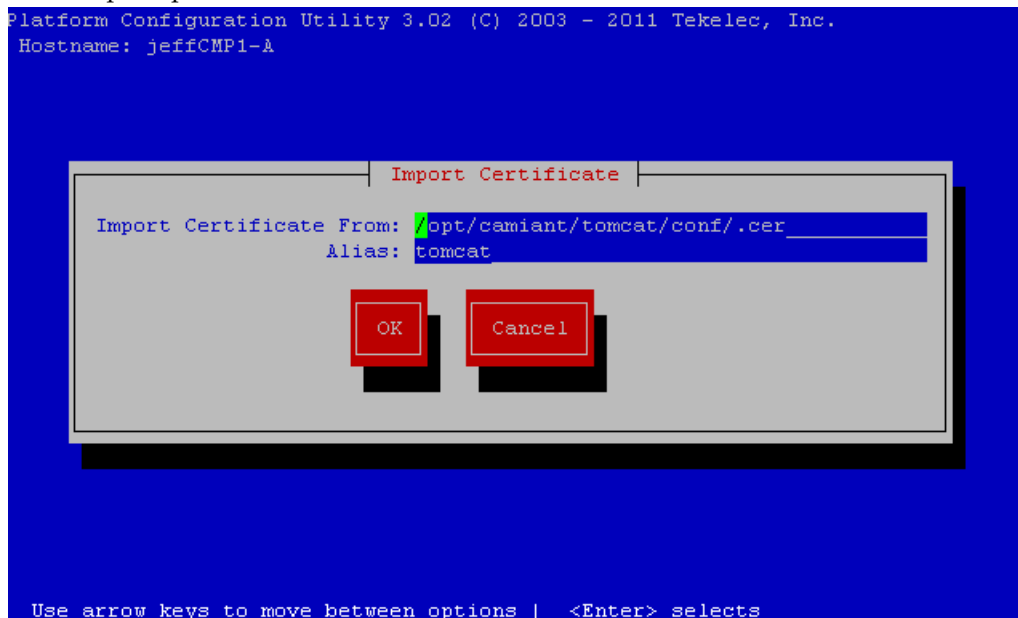 Platform Configuration Utility 3.02 (C) 2003 - 2011 Tekelec, Inc.
Hostname: jeffCMP1-A
Import Certificate
Import Certificate From: /opt/camiant/tomcat/conf/.cer
Alias: tomcat
OK Cancel
Use arrow keys to move between options | <Enter> selects